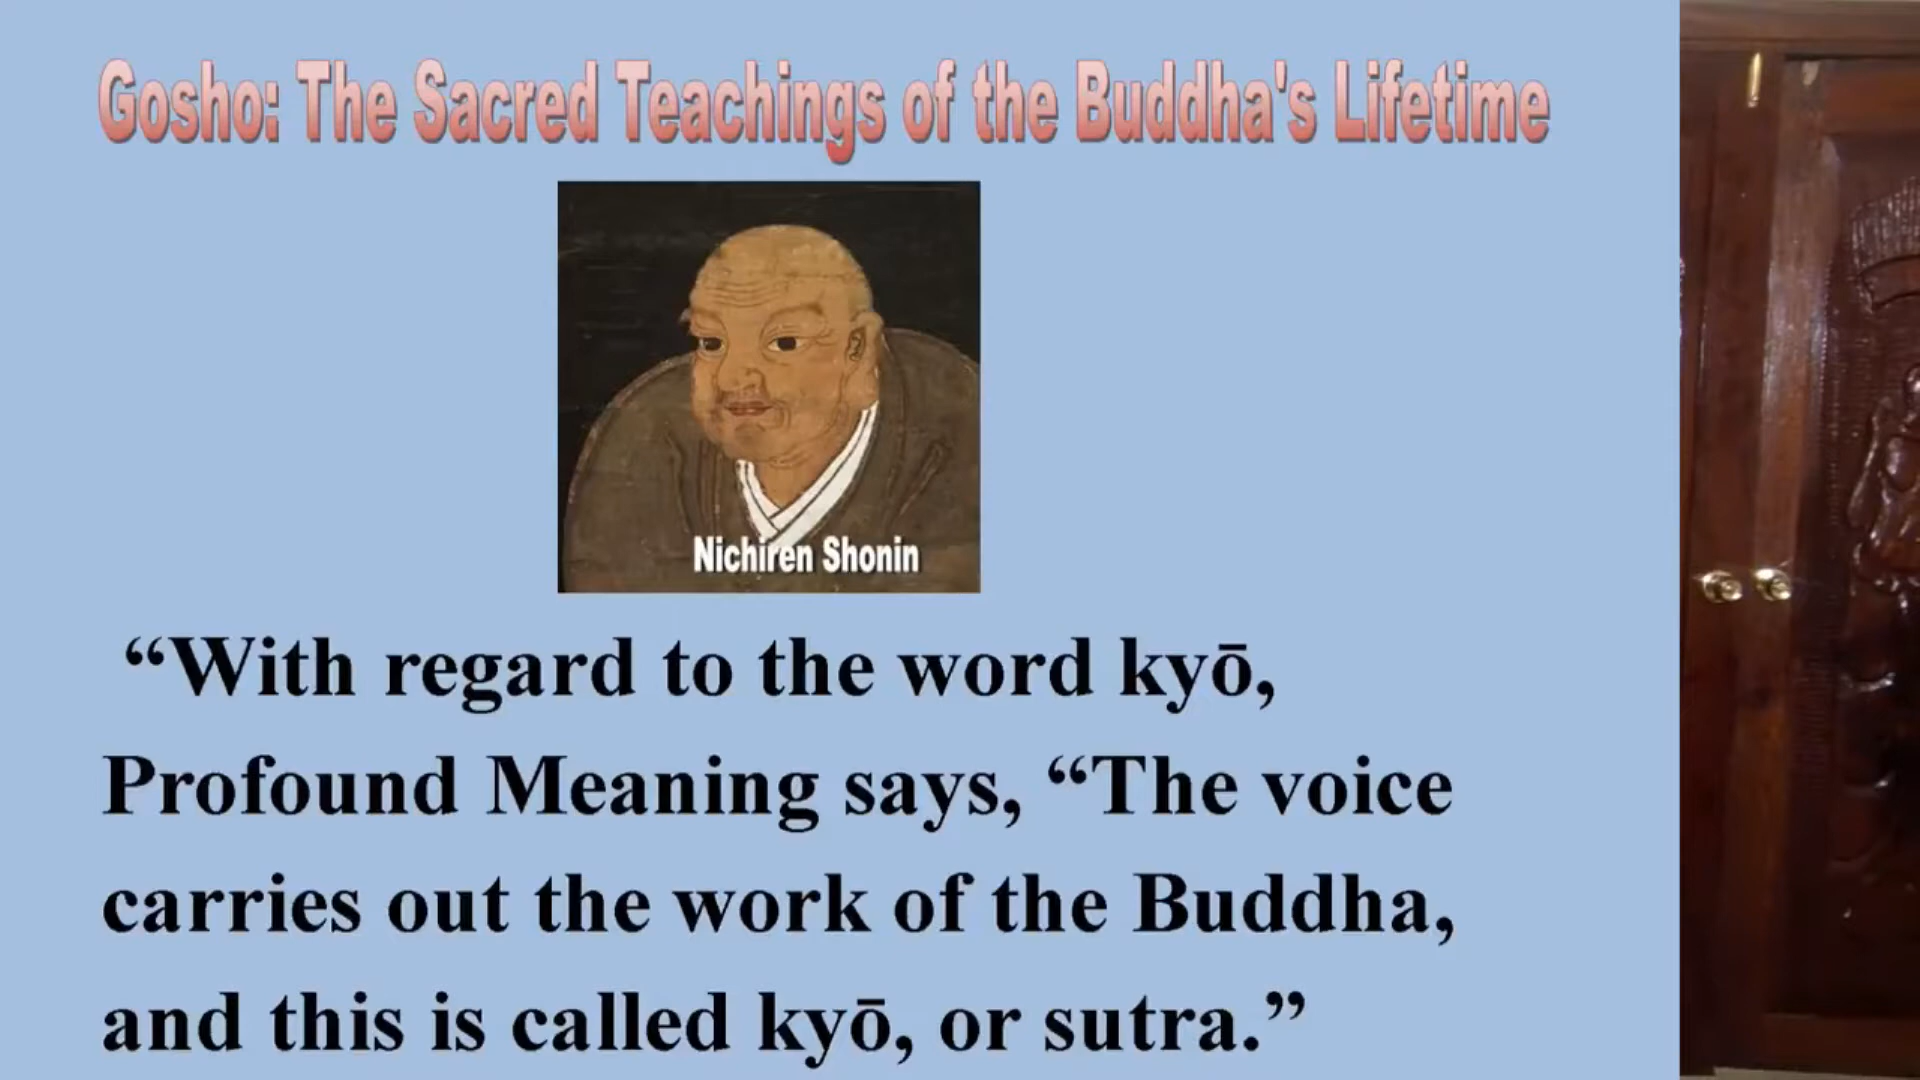 Gosho: The Sacred Teachings of the Buddha's Lifetime
Nichiren Shonin
“With regard to the word kyō,
Profound Meaning says, “The voice
carries out the work of the Buddha,
and this is called kyō, or sutra.”